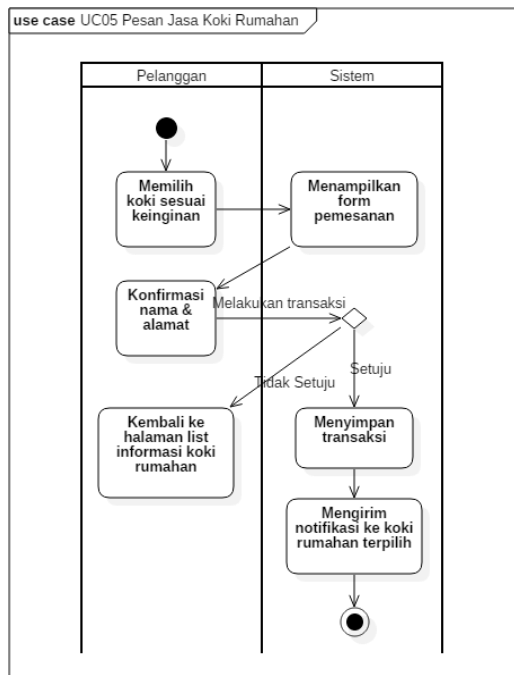 use case UC05 Pesan Jasa Koki Rumahan
Pelanggan
Sistem
Memilih
koki sesuai
keinginan
Menampilkan
form
pemesanan
Konfirmasi
nama &
alamat
Melakukan transaksi
Tidak Setuju
Setuju
Kembali ke
halaman list
informasi koki
rumahan
Menyimpan
transaksi
Mengirim
notifikasi ke koki
rumahan terpilih